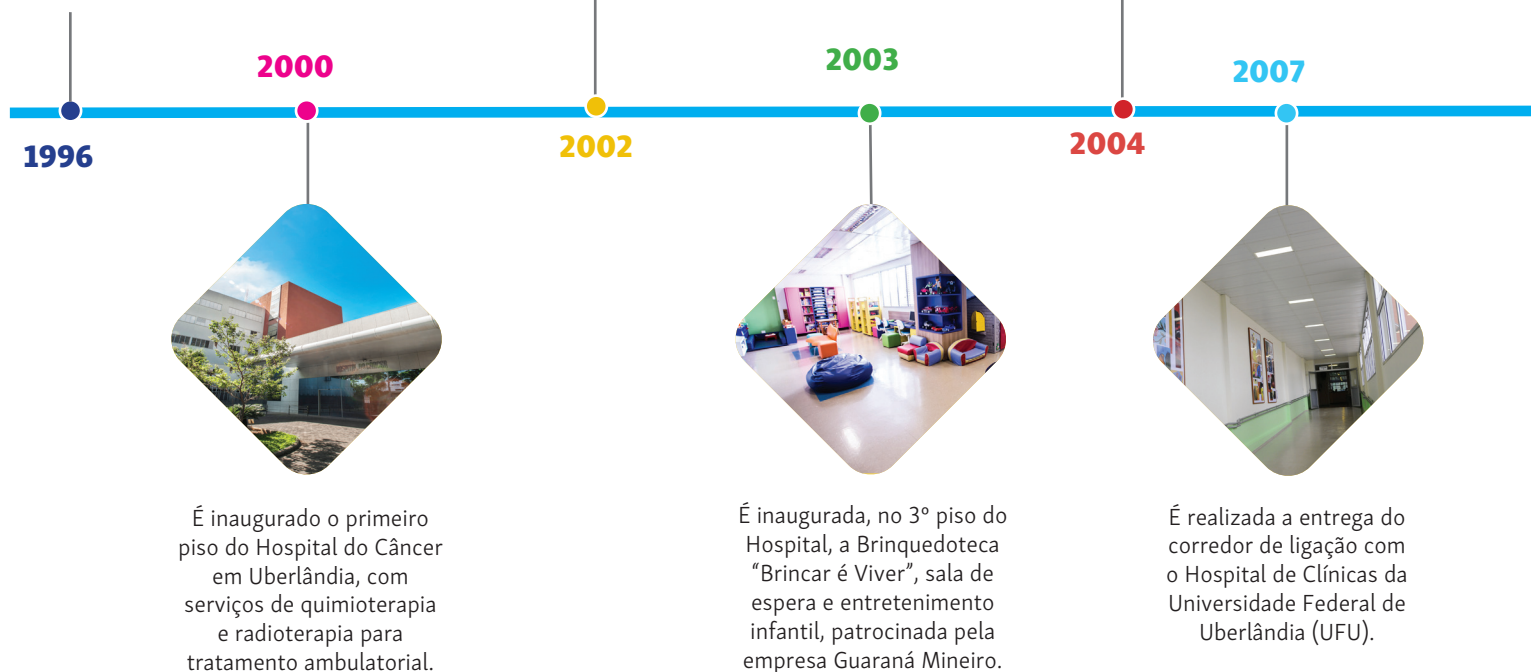 2000
2003
2007
1996
2002
2004
É inaugurado o primeiro
piso do Hospital do Câncer
em Uberlândia, com
serviços de quimioterapia
e radioterapia para
tratamento ambulatorial.
É inaugurada, no 3º piso do
Hospital, a Brinquedoteca
“Brincar é Viver”, sala de
espera e entretenimento
infantil, patrocinada pela
empresa Guaraná Mineiro.
É realizada a entrega do
corredor de ligação com
o Hospital de Clínicas da
Universidade Federal de
Uberlândia (UFU).